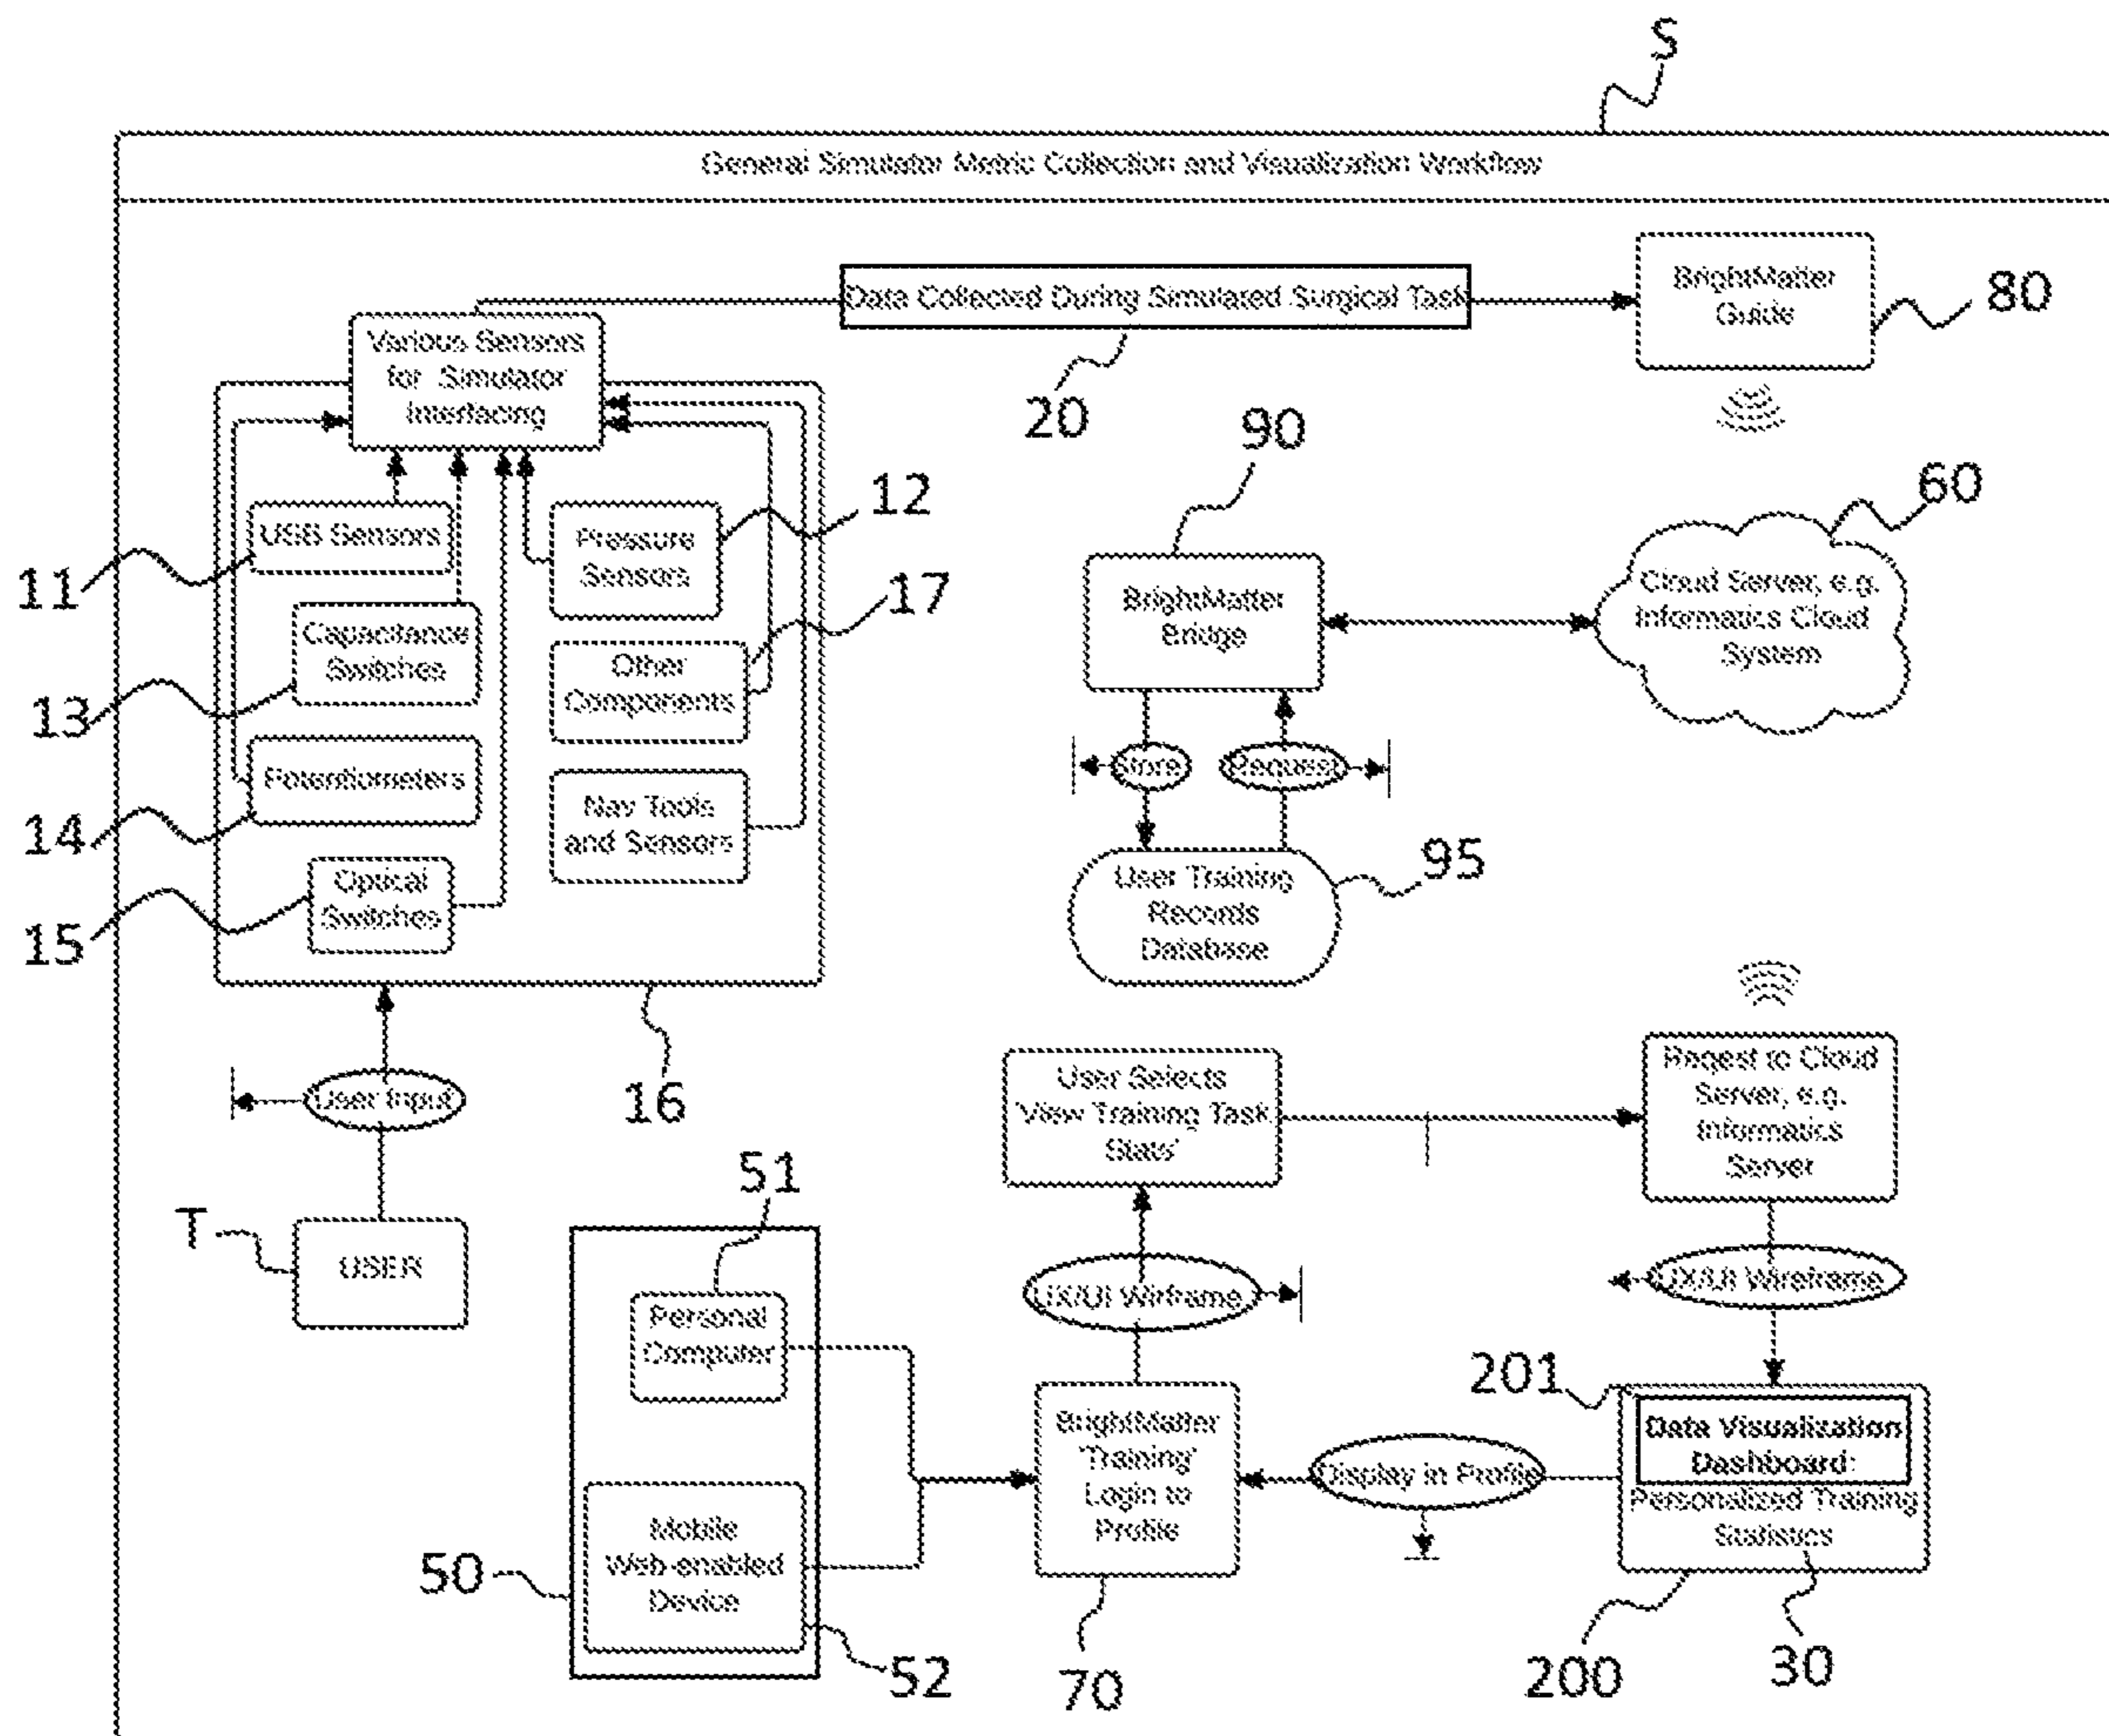 S
General Simulator Metric Collection and Visualization Workflow
Various Sensors
for Simulator
Interfacing
Data Collected During Simulated Surgical Task
20
BrightMatter
Guide
80
USB Sensors
11
Pressure
Sensors
12
Capacitance
Switches
13
Other
Components
17
Potentiometers
14
Nav Tools
and Sensors
Optical
Switches
15
16
90
BrightMatter
Bridge
60
Cloud Server, e.g.
Informatics Cloud
System
Store
Request
User Training
Records
Database
95
User Input
USER
T
User Selects
'View Training Task
Stats'
Reqest to Cloud
Server, e.g.
Informatics
Server
51
Personal
Computer
Mobile
Web-enabled
Device
50
52
UX/UI Wirframe
UX/UI Wireframe
BrightMatter
'Training'
Login to
Profile
70
Display in Profile
201
Data Visualization
Dashboard:
Personalized Training
Statistics
200
30